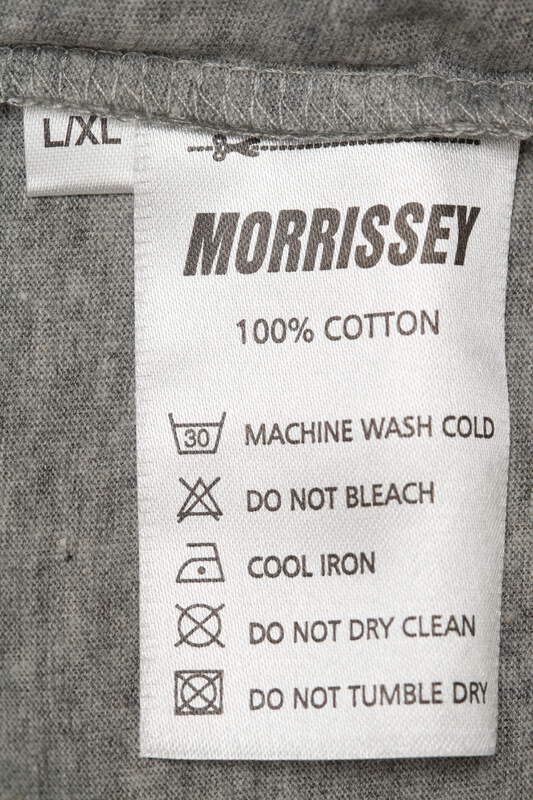 L/XL
MORRISSEY
100% COTTON
30 MACHINE WASH COLD
DO NOT BLEACH
COOL IRON
DO NOT DRY CLEAN
DO NOT TUMBLE DRY